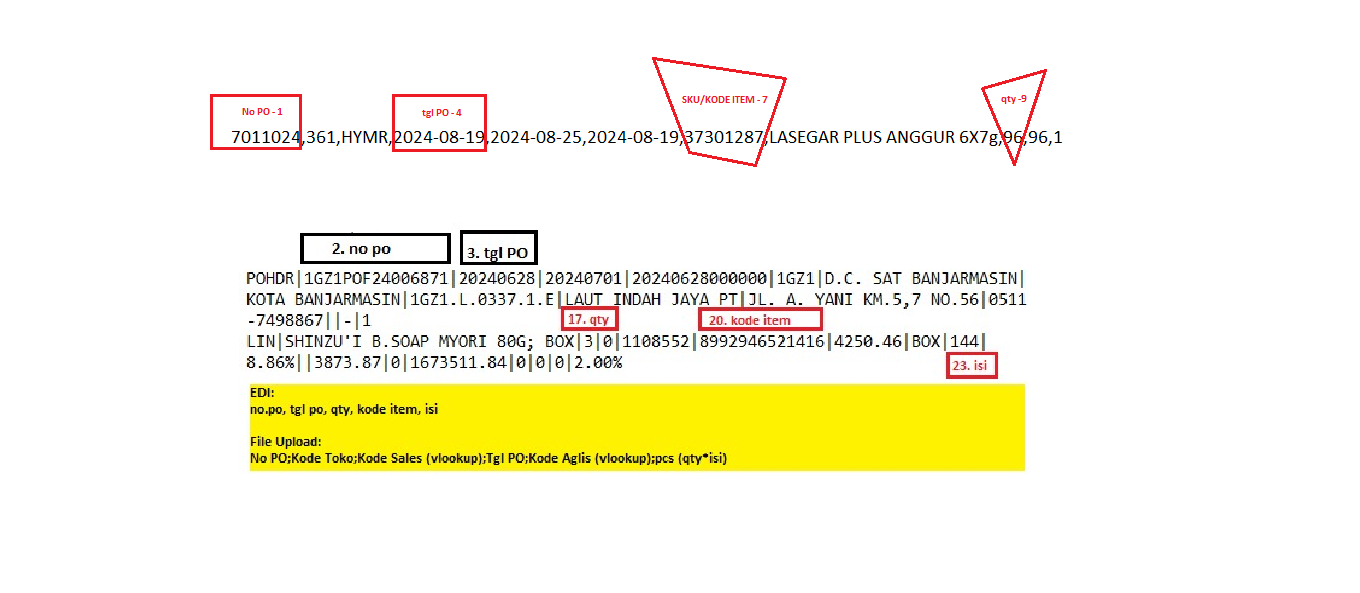 No PO - 1
tgl PO - 4
SKU/KODE ITEM - 7
qty -9
7011024,361,HYMR,2024-08-19,2024-08-25,2024-08-19,37301287,LASEGAR PLUS ANGGUR 6X7g,96,96,1
2. no po
3. tgl PO
POHDR|1GZ1POF24006871|20240628|20240701|20240628000000|1GZ1|D.C. SAT BANJARMASIN|
KOTA BANJARMASIN|1GZ1.L.0337.1.E|LAUT INDAH JAYA PT|JL. A. YANI KM.5,7 NO.56|0511
-7498867||-|1
17. qty
20. kode item
LIN|SHINZU'I B.SOAP MYORI 80G; BOX|3|0|1108552|8992946521416|4250.46|BOX|144|
8.86%||3873.87|0|1673511.84|0|0|0|2.00%
23. isi
EDI:
no.po, tgl po, qty, kode item, isi
File Upload:
No PO;Kode Toko;Kode Sales (vlookup);Tgl PO;Kode Aglis (vlookup);pcs (qty*isi)